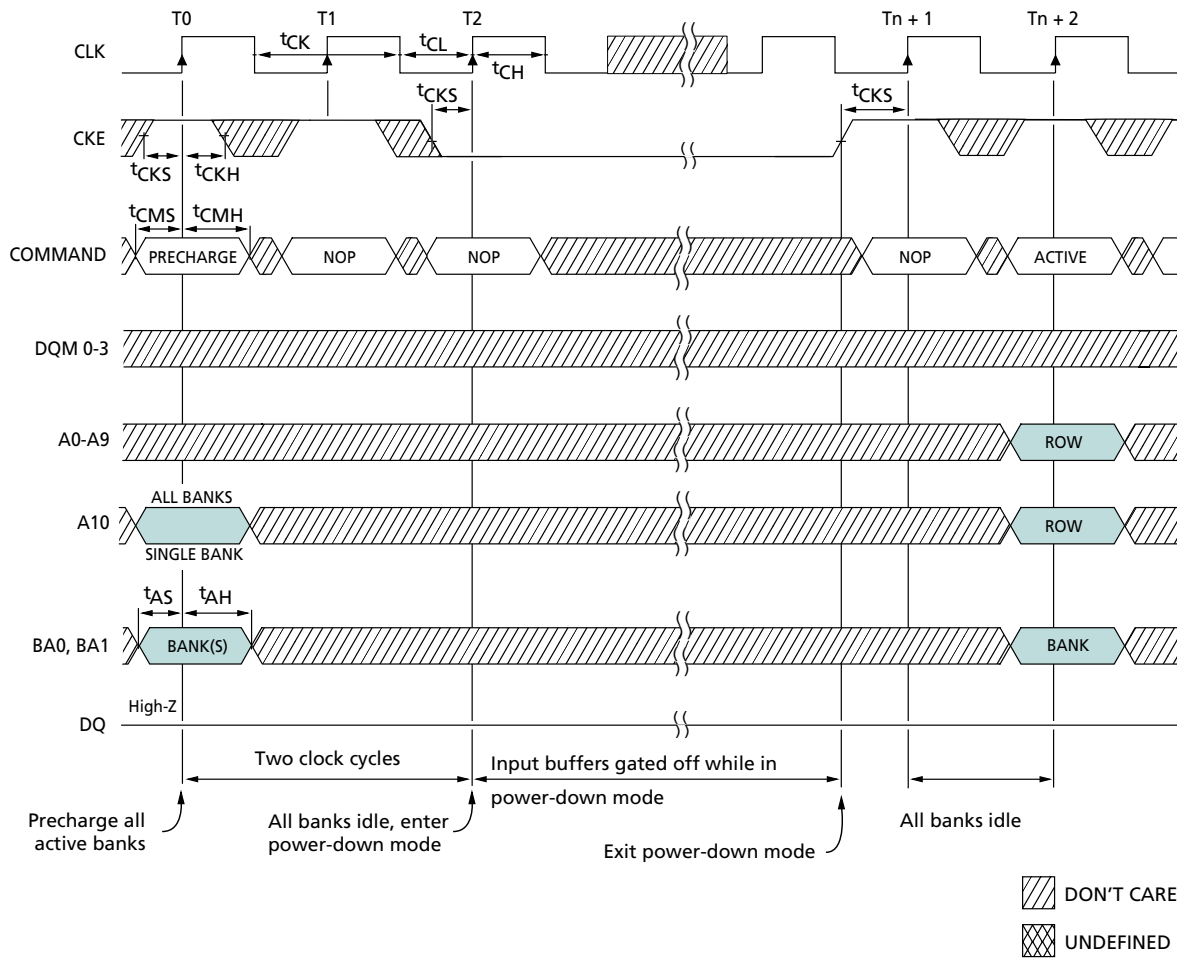 T0 T1 T2 Tn + 1 Tn + 2
CLK tCK tCL tCH
CKE tCKS tCKH tCKS tCKS
tCMS tCMH
COMMAND PRECHARGE NOP NOP NOP ACTIVE
DQM 0-3
A0-A9 ROW
ALL BANKS
A10 ROW
SINGLE BANK
tAS tAH
BA0, BA1 BANK(S) BANK
High-Z
DQ
Two clock cycles
Input buffers gated off while in
power-down mode
Precharge all
active banks
All banks idle, enter
power-down mode
Exit power-down mode
All banks idle
DON'T CARE
UNDEFINED